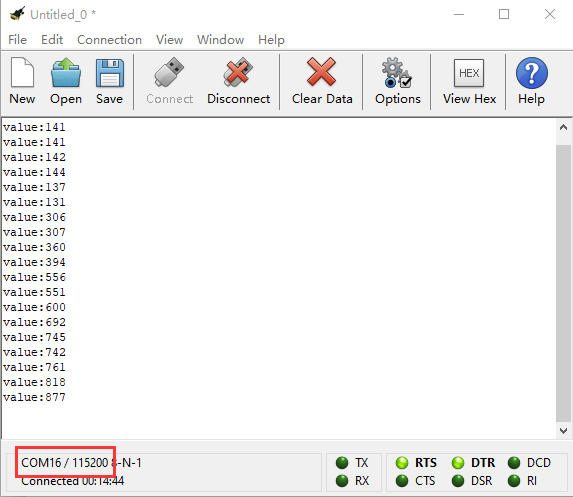 Untitled_0 *
File Edit Connection View Window Help
HEX
New Open Save Connect Disconnect Clear Data Options View Hex Help
value:141
value:141
value:142
value:144
value:137
value:131
value:306
value:307
value:360
value:394
value:556
value:551
value:600
value:692
value:745
value:742
value:761
value:818
value:877
COM16 / 115200 8-N-1
Connected 00:14:44
TX RTS DTR DCD
RX CTS DSR RI